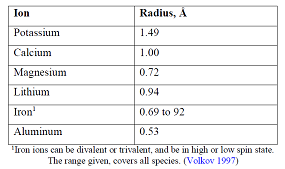 Ion Radius, Å
Potassium 1.49
Calcium 1.00
Magnesium 0.72
Lithium 0.94
Iron¹ 0.69 to 92
Aluminum 0.53
¹Iron ions can be divalent or trivalent, and be in high or low spin state.
The range given, covers all species. (Volkov 1997)